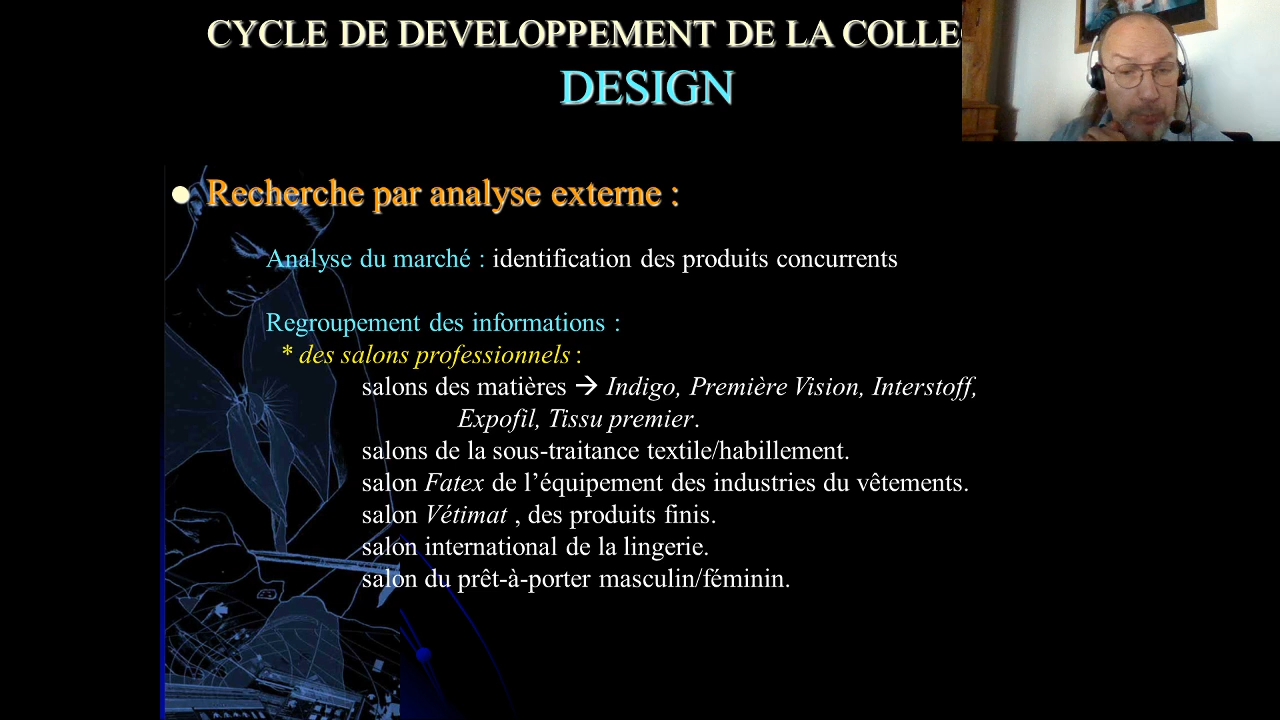 CYCLE DE DEVELOPPEMENT DE LA
DESIGN
Recherche par analyse externe :
Analyse du marché : identification des produits concurrents
Regroupement des informations :
* des salons professionnels :
salons des matières → Indigo, Première Vision, Interstoff,
Expofil, Tissu premier.
salons de la sous-traitance textile/habillement.
salon Fatex de l’équipement des industries du vêtements.
salon Vétimat , des produits finis.
salon international de la lingerie.
salon du prêt-à-porter masculin/féminin.